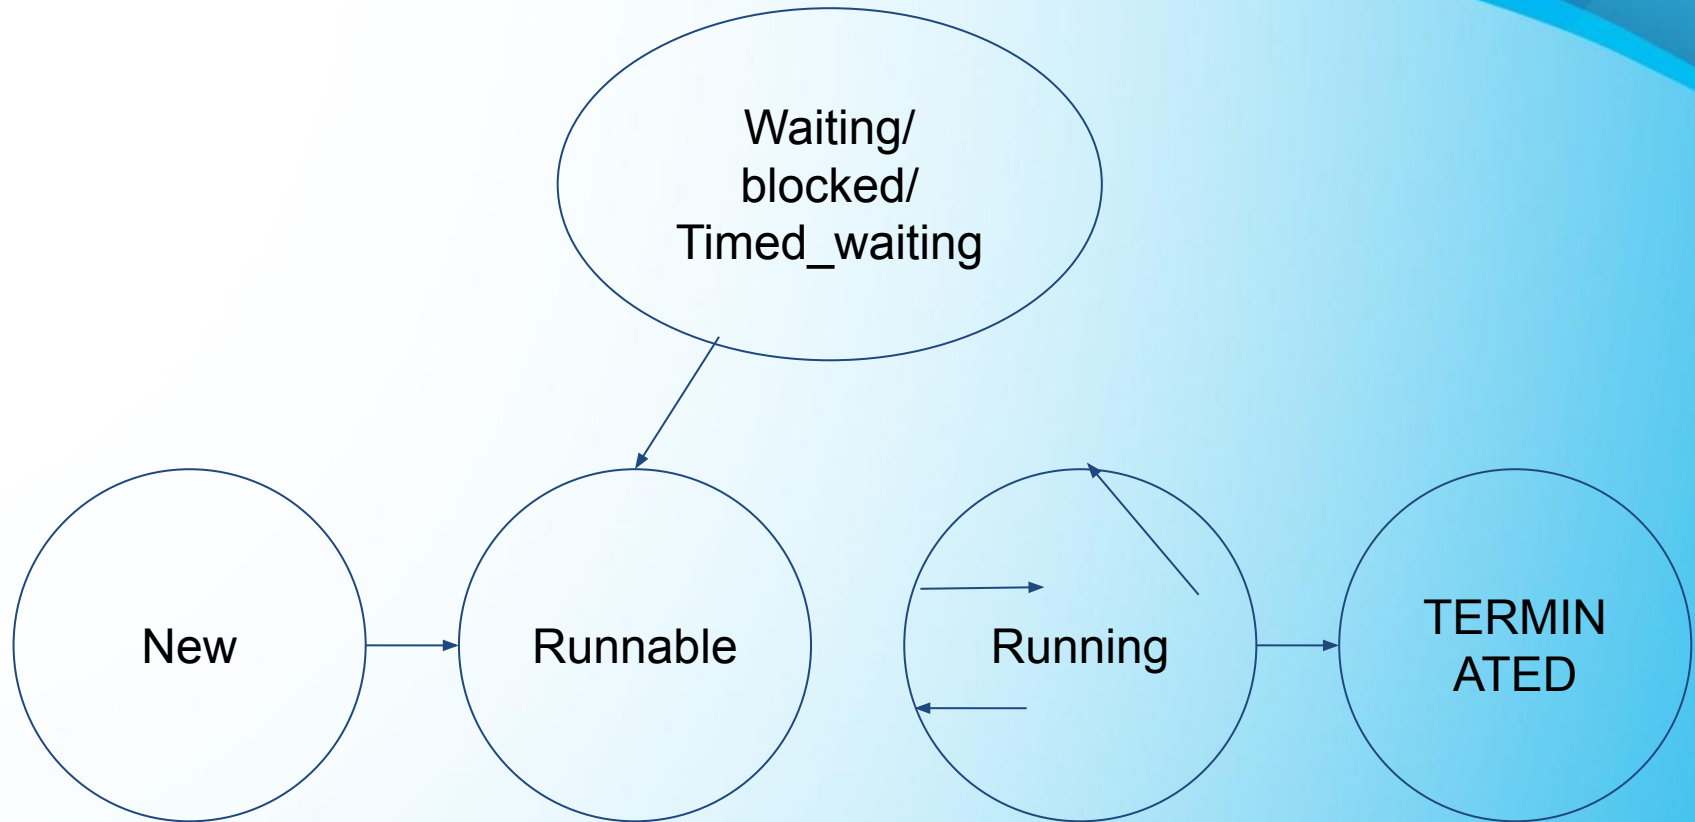 Waiting/
blocked/
Timed_waiting
New
Runnable
Running
TERMIN
ATED